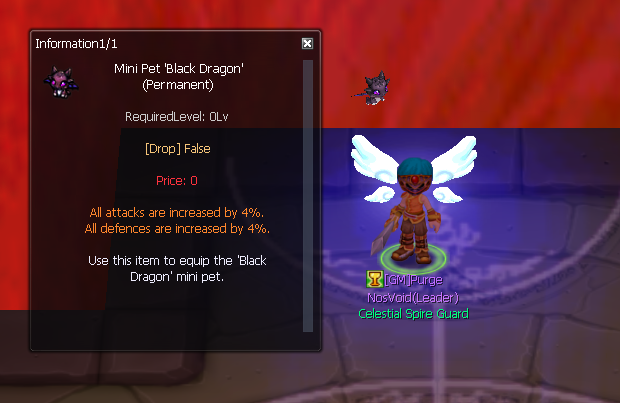 Information1/1
Mini Pet 'Black Dragon'
(Permanent)
RequiredLevel: 0Lv
[Drop] False
Price: 0
All attacks are increased by 4%.
All defences are increased by 4%.
Use this item to equip the 'Black
Dragon' mini pet.
[GM]Purge
NosVoid(Leader)
Celestial Spire Guard